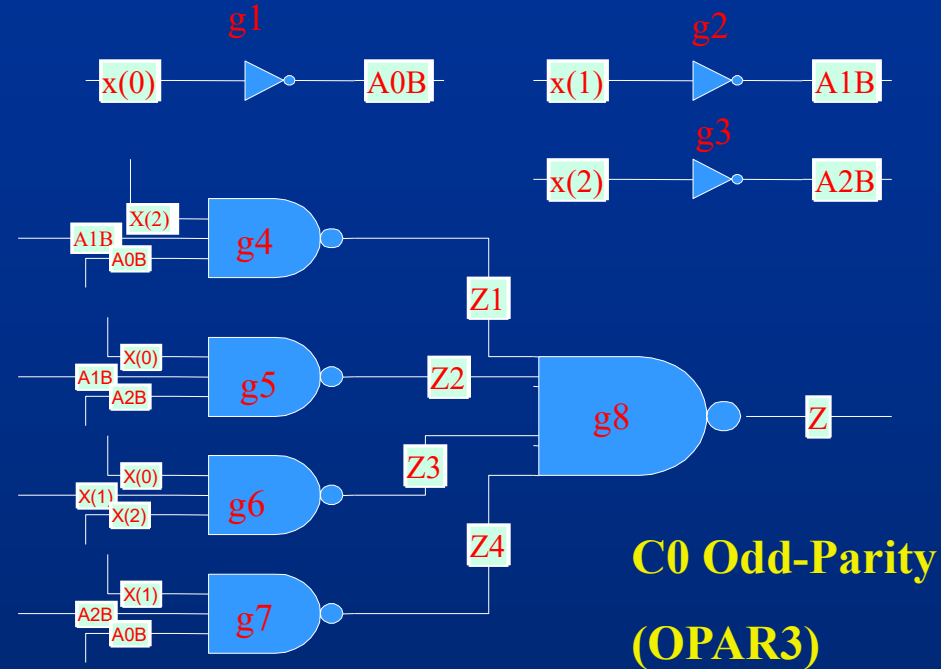 g1
g2
x(0)
A0B
x(1)
A1B
g3
x(2)
A2B
X(2)
A1B
A0B
g4
Z1
X(0)
A1B
A2B
g5
Z2
g8
Z
X(0)
X(1)
X(2)
g6
Z3
Z4
X(1)
A2B
A0B
g7
C0 Odd-Parity
(OPAR3)